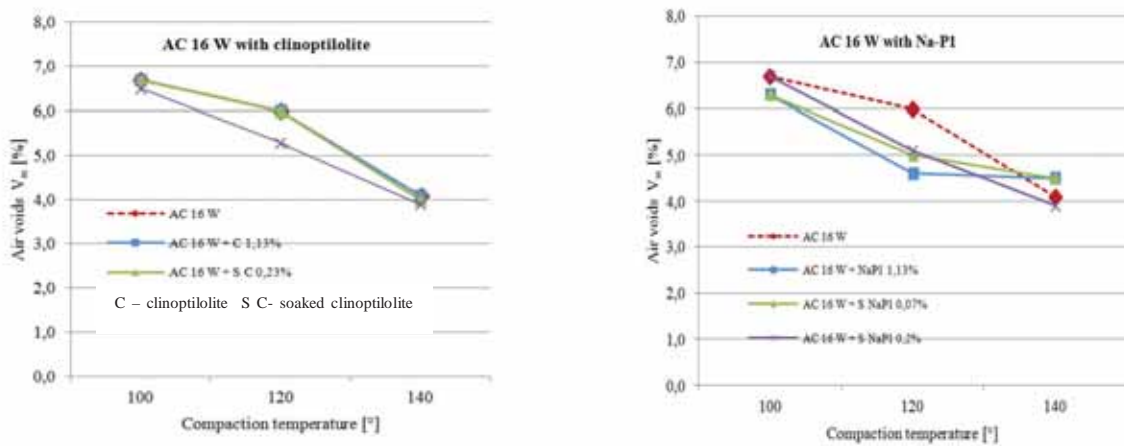 AC 16 W with clinoptilolite
Air voids Vm [%]
8,0
7,0
6,0
5,0
4,0
3,0
2,0
1,0
0,0
AC 16 W
AC 16 W + C 1,13%
AC 16 W + S C 0,23%
C – clinoptilolite S C- soaked clinoptilolite
100 120 140
Compaction temperature [°]
AC 16 W with Na-P1
Air voids Vm [%]
8,0
7,0
6,0
5,0
4,0
3,0
2,0
1,0
0,0
AC 16 W
AC 16 W + NaP1 1,13%
AC 16 W + S NaP1 0,07%
AC 16 W + S NaP1 0,2%
100 120 140
Compaction temperature [°]